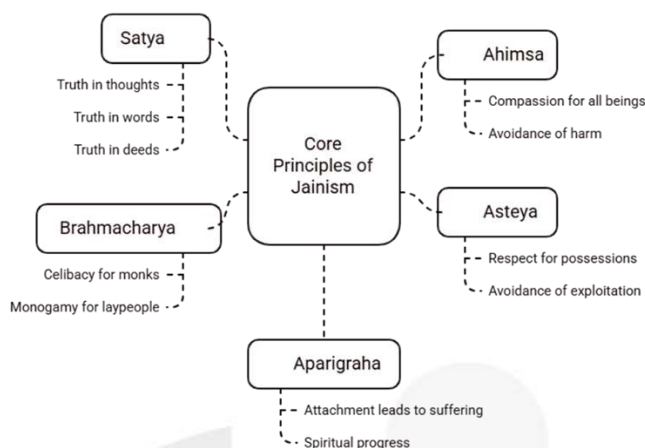 Satya
Truth in thoughts
Truth in words
Truth in deeds
Ahimsa
Compassion for all beings
Avoidance of harm
Core
Principles of
Jainism
Brahmacharya
Celibacy for monks
Monogamy for laypeople
Asteya
Respect for possessions
Avoidance of exploitation
Aparigraha
Attachment leads to suffering
Spiritual progress